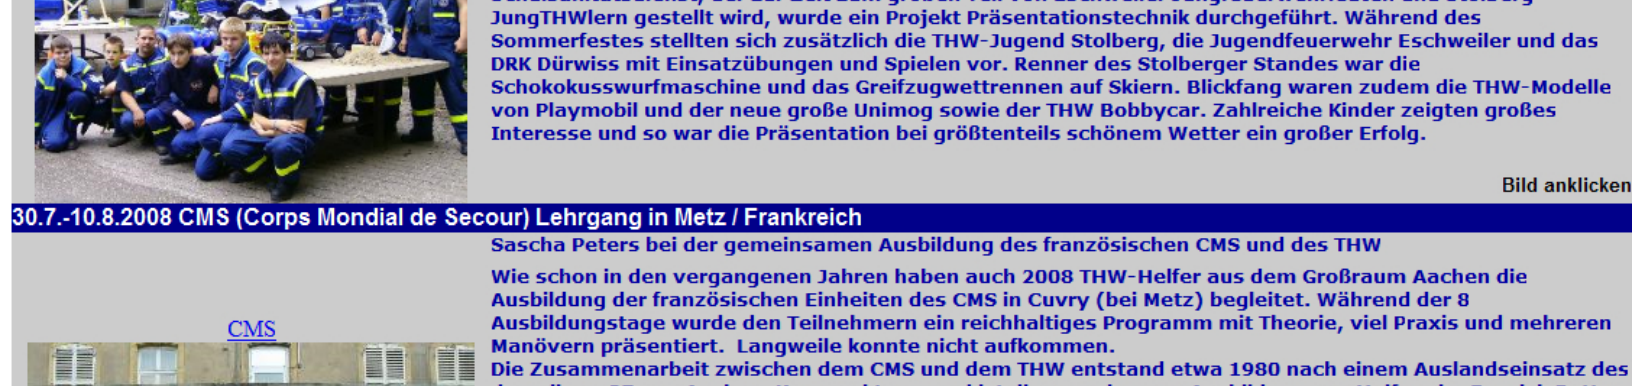 JungTHWlern gestellt wird, wurde ein Projekt Präsentationstechnik durchgeführt. Während des
Sommerfestes stellten sich zusätzlich die THW-Jugend Stolberg, die Jugendfeuerwehr Eschweiler und das
DRK Dürwiss mit Einsatzübungen und Spielen vor. Renner des Stolberger Standes war die
Schokokusswurfmaschine und das Greifzugwettrennen auf Skiern. Blickfang waren zudem die THW-Modelle
von Playmobil und der neue große Unimog sowie der THW Bobbycar. Zahlreiche Kinder zeigten großes
Interesse und so war die Präsentation bei größtenteils schönem Wetter ein großer Erfolg.
Bild anklicken
30.7.-10.8.2008 CMS (Corps Mondial de Secour) Lehrgang in Metz / Frankreich
Sascha Peters bei der gemeinsamen Ausbildung des französischen CMS und des THW
Wie schon in den vergangenen Jahren haben auch 2008 THW-Helfer aus dem Großraum Aachen die
Ausbildung der französischen Einheiten des CMS in Cuvry (bei Metz) begleitet. Während der 8
Ausbildungstage wurde den Teilnehmern ein reichhaltiges Programm mit Theorie, viel Praxis und mehreren
Manövern präsentiert. Langweile konnte nicht aufkommen.
Die Zusammenarbeit zwischen dem CMS und dem THW entstand etwa 1980 nach einem Auslandseinsatz des
CMS